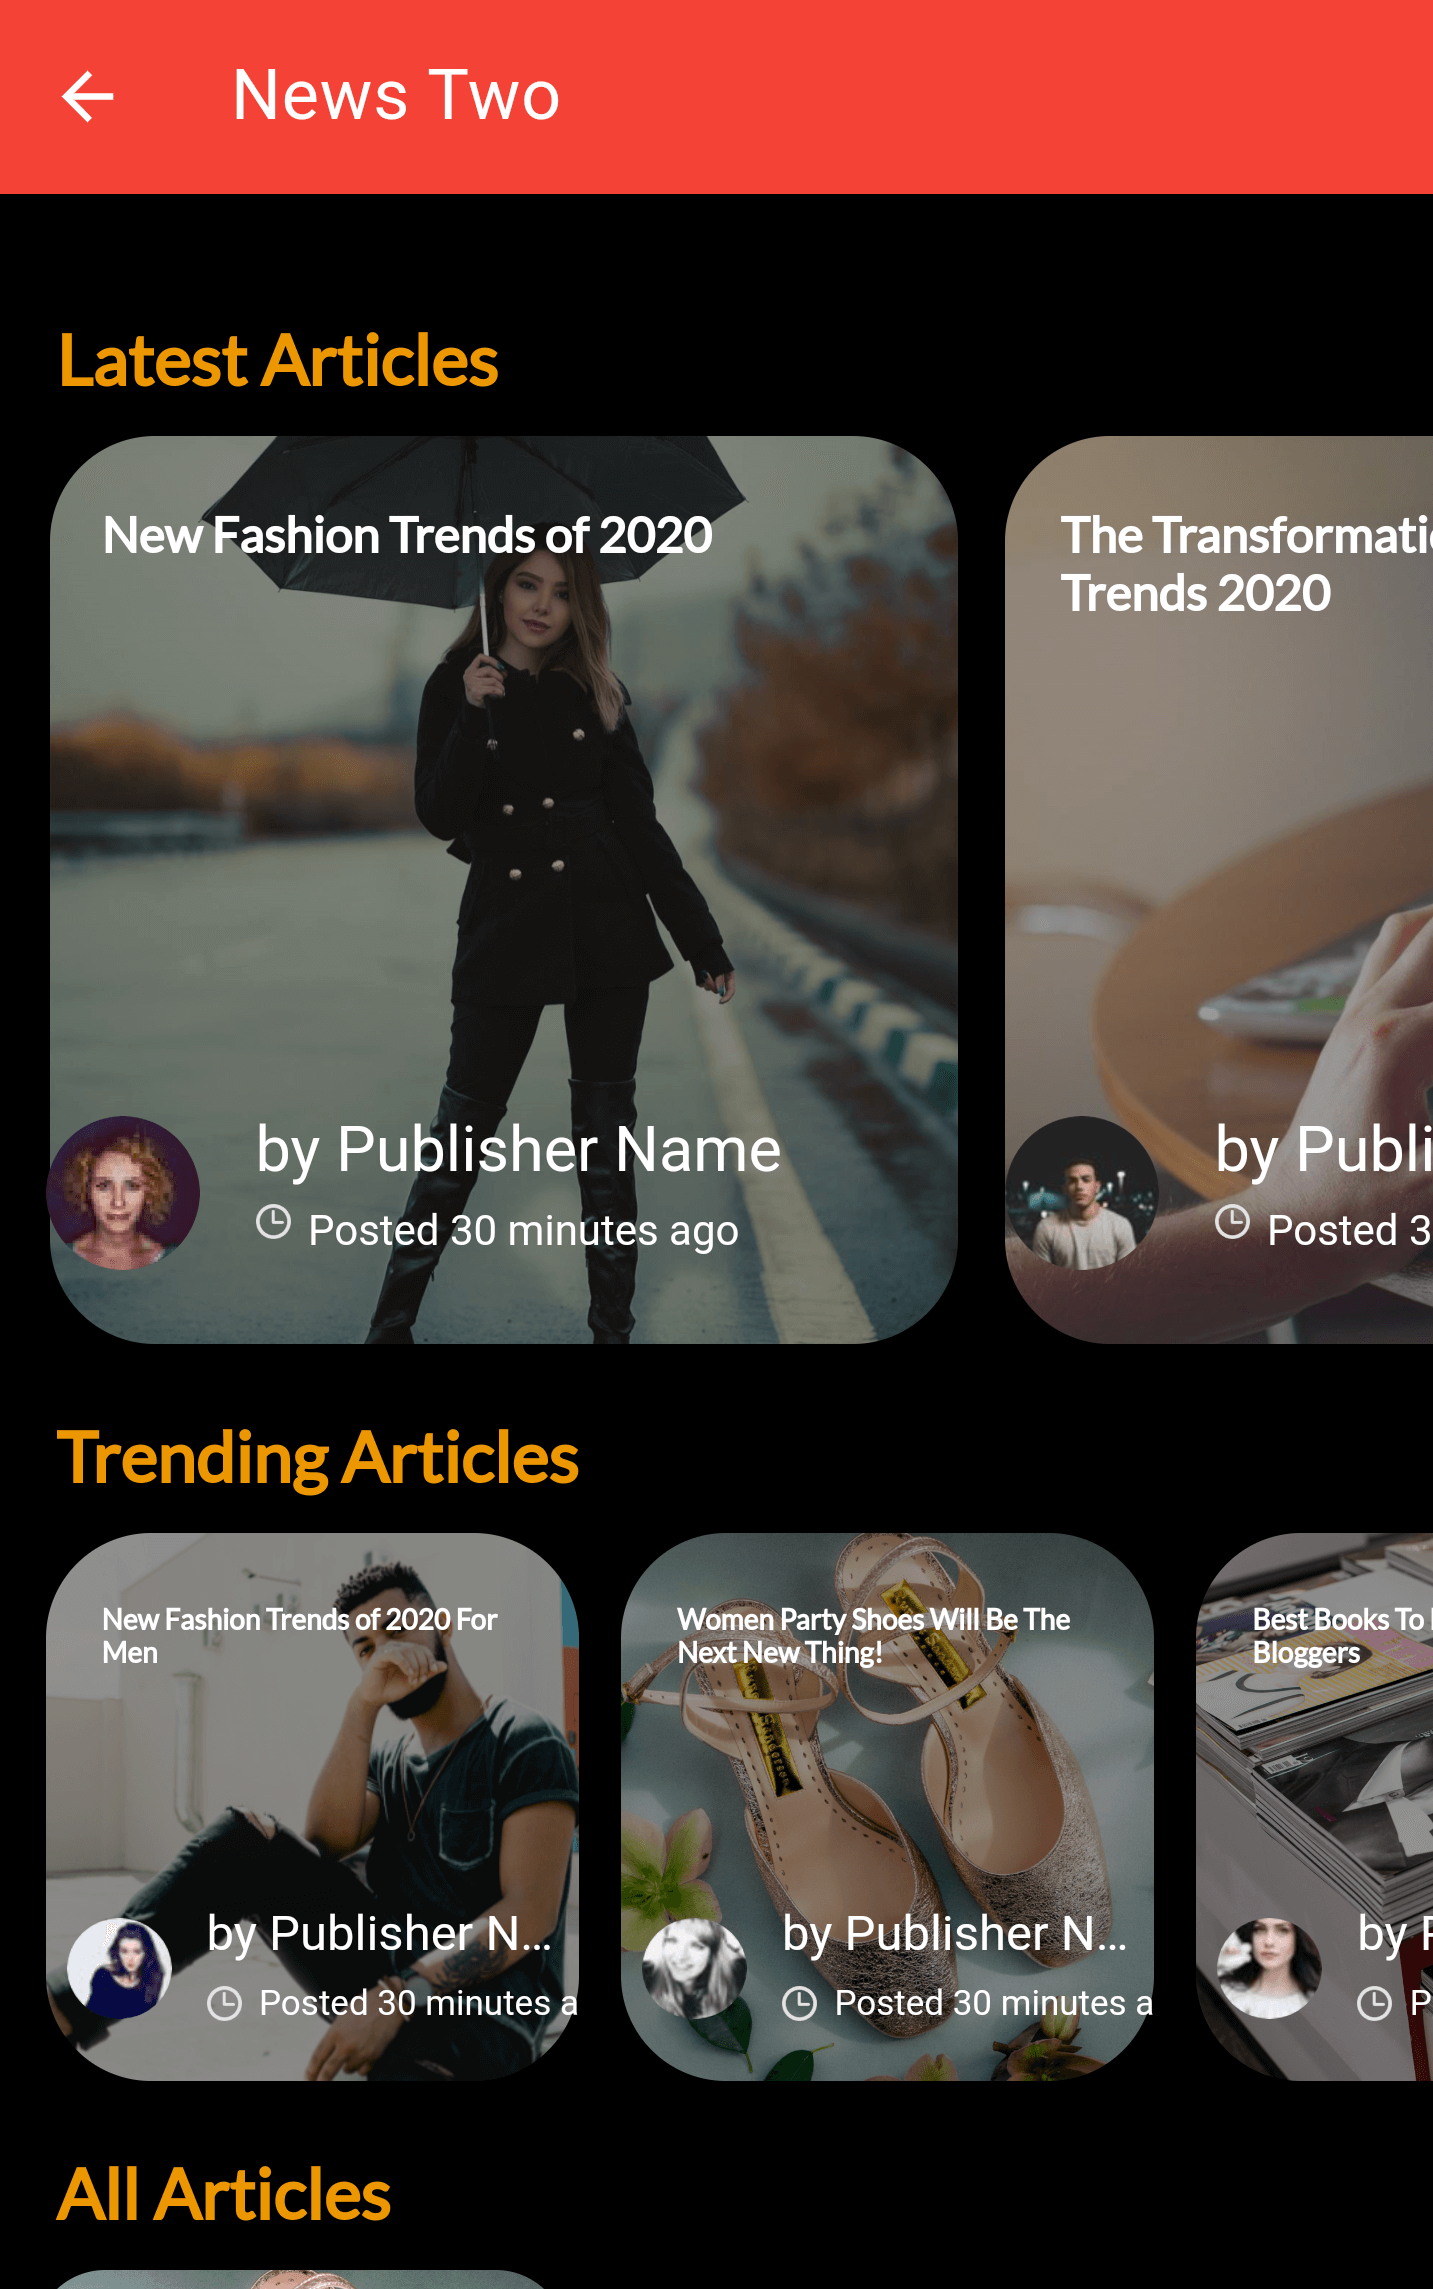 News Two
Latest Articles
New Fashion Trends of 2020
by Publisher Name
Posted 30 minutes ago
The Transformati
Trends 2020
by Publi
Posted 3
Trending Articles
New Fashion Trends of 2020 For
Men
by Publisher N...
Posted 30 minutes a
Women Party Shoes Will Be The
Next New Thing!
by Publisher N...
Posted 30 minutes a
Best Books To
Bloggers
by
All Articles